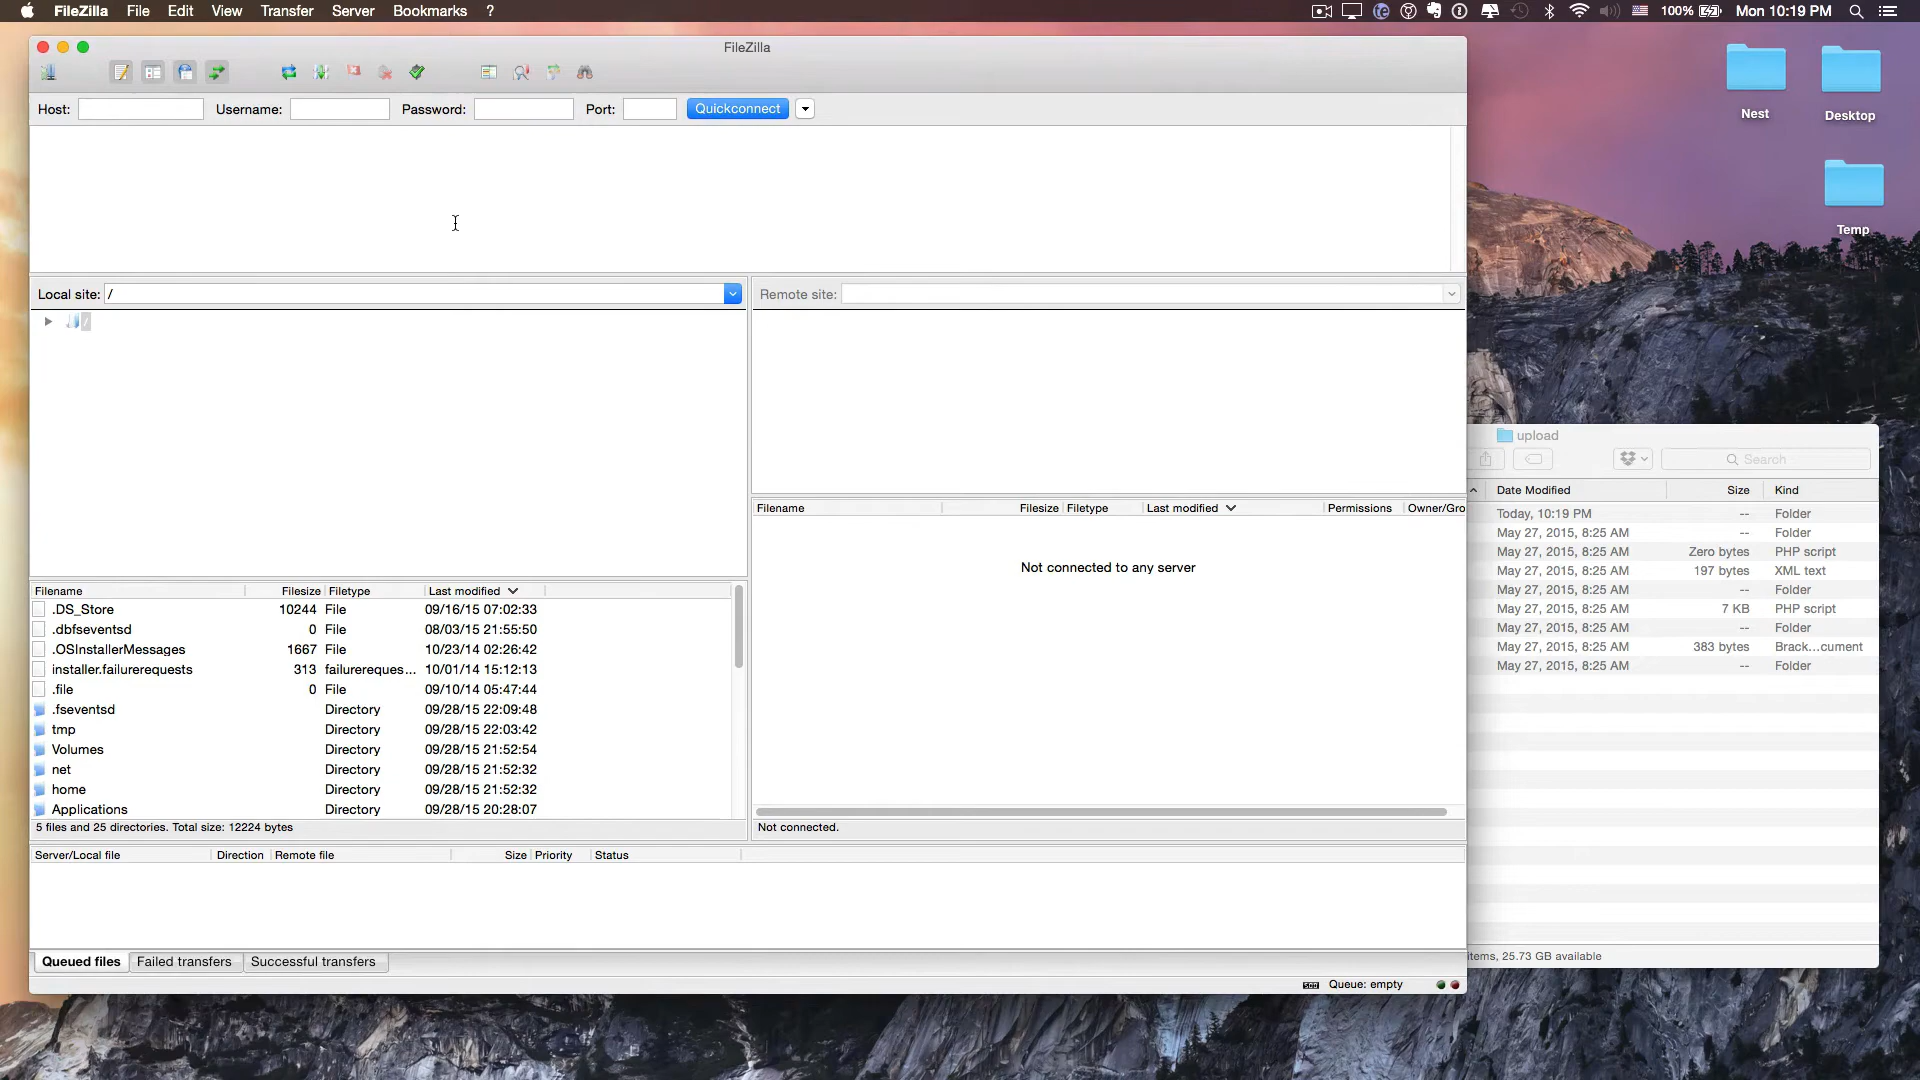 FileZilla File Edit View Transfer Server Bookmarks ? 100% Mon 10:19 PM
FileZilla
Host: Username: Password: Port: Quickconnect
Nest
Desktop
Temp
Local site: /
/
Remote site:
Filename Filesize Filetype Last modified Permissions Owner/Gro
Not connected to any server
Not connected.
Filename Filesize Filetype Last modified
.DS_Store 10244 File 09/16/15 07:02:33
.dbfseventsd 0 File 08/03/15 21:55:50
.OSInstallerMessages 1667 File 10/23/14 02:26:42
installer.failurerequests 313 failurereques... 10/01/14 15:12:13
.file 0 File 09/10/14 05:47:44
.fseventsd Directory 09/28/15 22:09:48
tmp Directory 09/28/15 22:03:42
Volumes Directory 09/28/15 21:52:54
net Directory 09/28/15 21:52:32
home Directory 09/28/15 21:52:32
Applications Directory 09/28/15 20:28:07
5 files and 25 directories. Total size: 12224 bytes
Server/Local file Direction Remote file Size Priority Status
Queued files Failed transfers Successful transfers
Queue: empty
upload
Search
Date Modified Size Kind
Today, 10:19 PM -- Folder
May 27, 2015, 8:25 AM -- Folder
May 27, 2015, 8:25 AM Zero bytes PHP script
May 27, 2015, 8:25 AM 197 bytes XML text
May 27, 2015, 8:25 AM -- Folder
May 27, 2015, 8:25 AM 7 KB PHP script
May 27, 2015, 8:25 AM -- Folder
May 27, 2015, 8:25 AM 383 bytes Brack...cument
May 27, 2015, 8:25 AM -- Folder
tems, 25.73 GB available